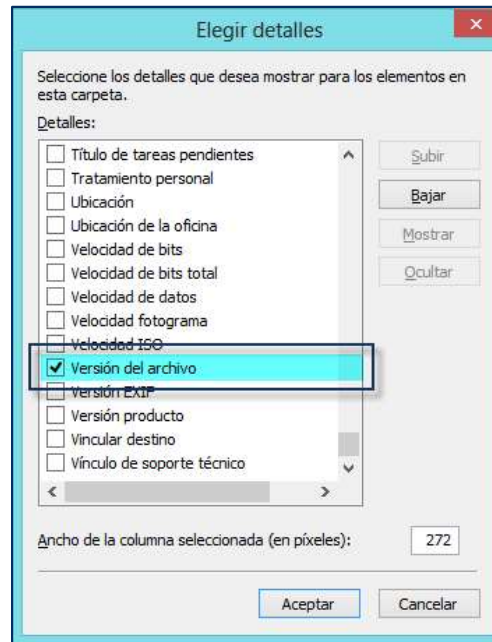 Elegir detalles
Seleccione los detalles que desea mostrar para los elementos en
esta carpeta.
Detalles:
Título de tareas pendientes
Tratamiento personal
Ubicación
Ubicación de la oficina
Velocidad de bits
Velocidad de bits total
Velocidad de datos
Velocidad fotograma
Velocidad ISO
Versión del archivo
Versión EXIF
Versión producto
Vincular destino
Vínculo de soporte técnico
Subir
Bajar
Mostrar
Ocultar
Ancho de la columna seleccionada (en píxeles):
272
Aceptar
Cancelar